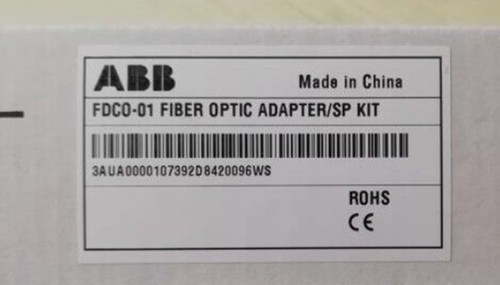 ABB
Made in China
FDCO-01 FIBER OPTIC ADAPTER/SP KIT
3AUA0000107392D8420096WS
ROHS
CE